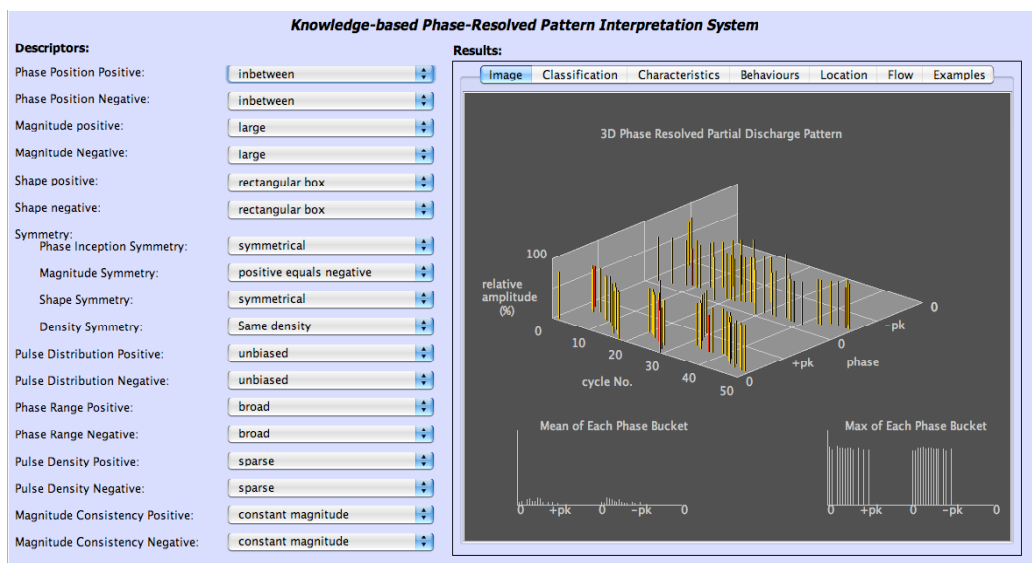 Knowledge-based Phase-Resolved Pattern Interpretation System
Descriptors:
Phase Position Positive: inbetween
Phase Position Negative: inbetween
Magnitude positive: large
Magnitude Negative: large
Shape positive: rectangular box
Shape negative: rectangular box
Symmetry:
Phase Inception Symmetry: symmetrical
Magnitude Symmetry: positive equals negative
Shape Symmetry: symmetrical
Density Symmetry: Same density
Pulse Distribution Positive: unbiased
Pulse Distribution Negative: unbiased
Phase Range Positive: broad
Phase Range Negative: broad
Pulse Density Positive: sparse
Pulse Density Negative: sparse
Magnitude Consistency Positive: constant magnitude
Magnitude Consistency Negative: constant magnitude
Results:
Image Classification Characteristics Behaviours Location Flow Examples
3D Phase Resolved Partial Discharge Pattern
100
relative
amplitude
(%)
0
10
20
30
40
50
cycle No.
0
+pk
0
-pk
0
phase
Mean of Each Phase Bucket
0 +pk 0 -pk 0
Max of Each Phase Bucket
0 +pk 0 -pk 0